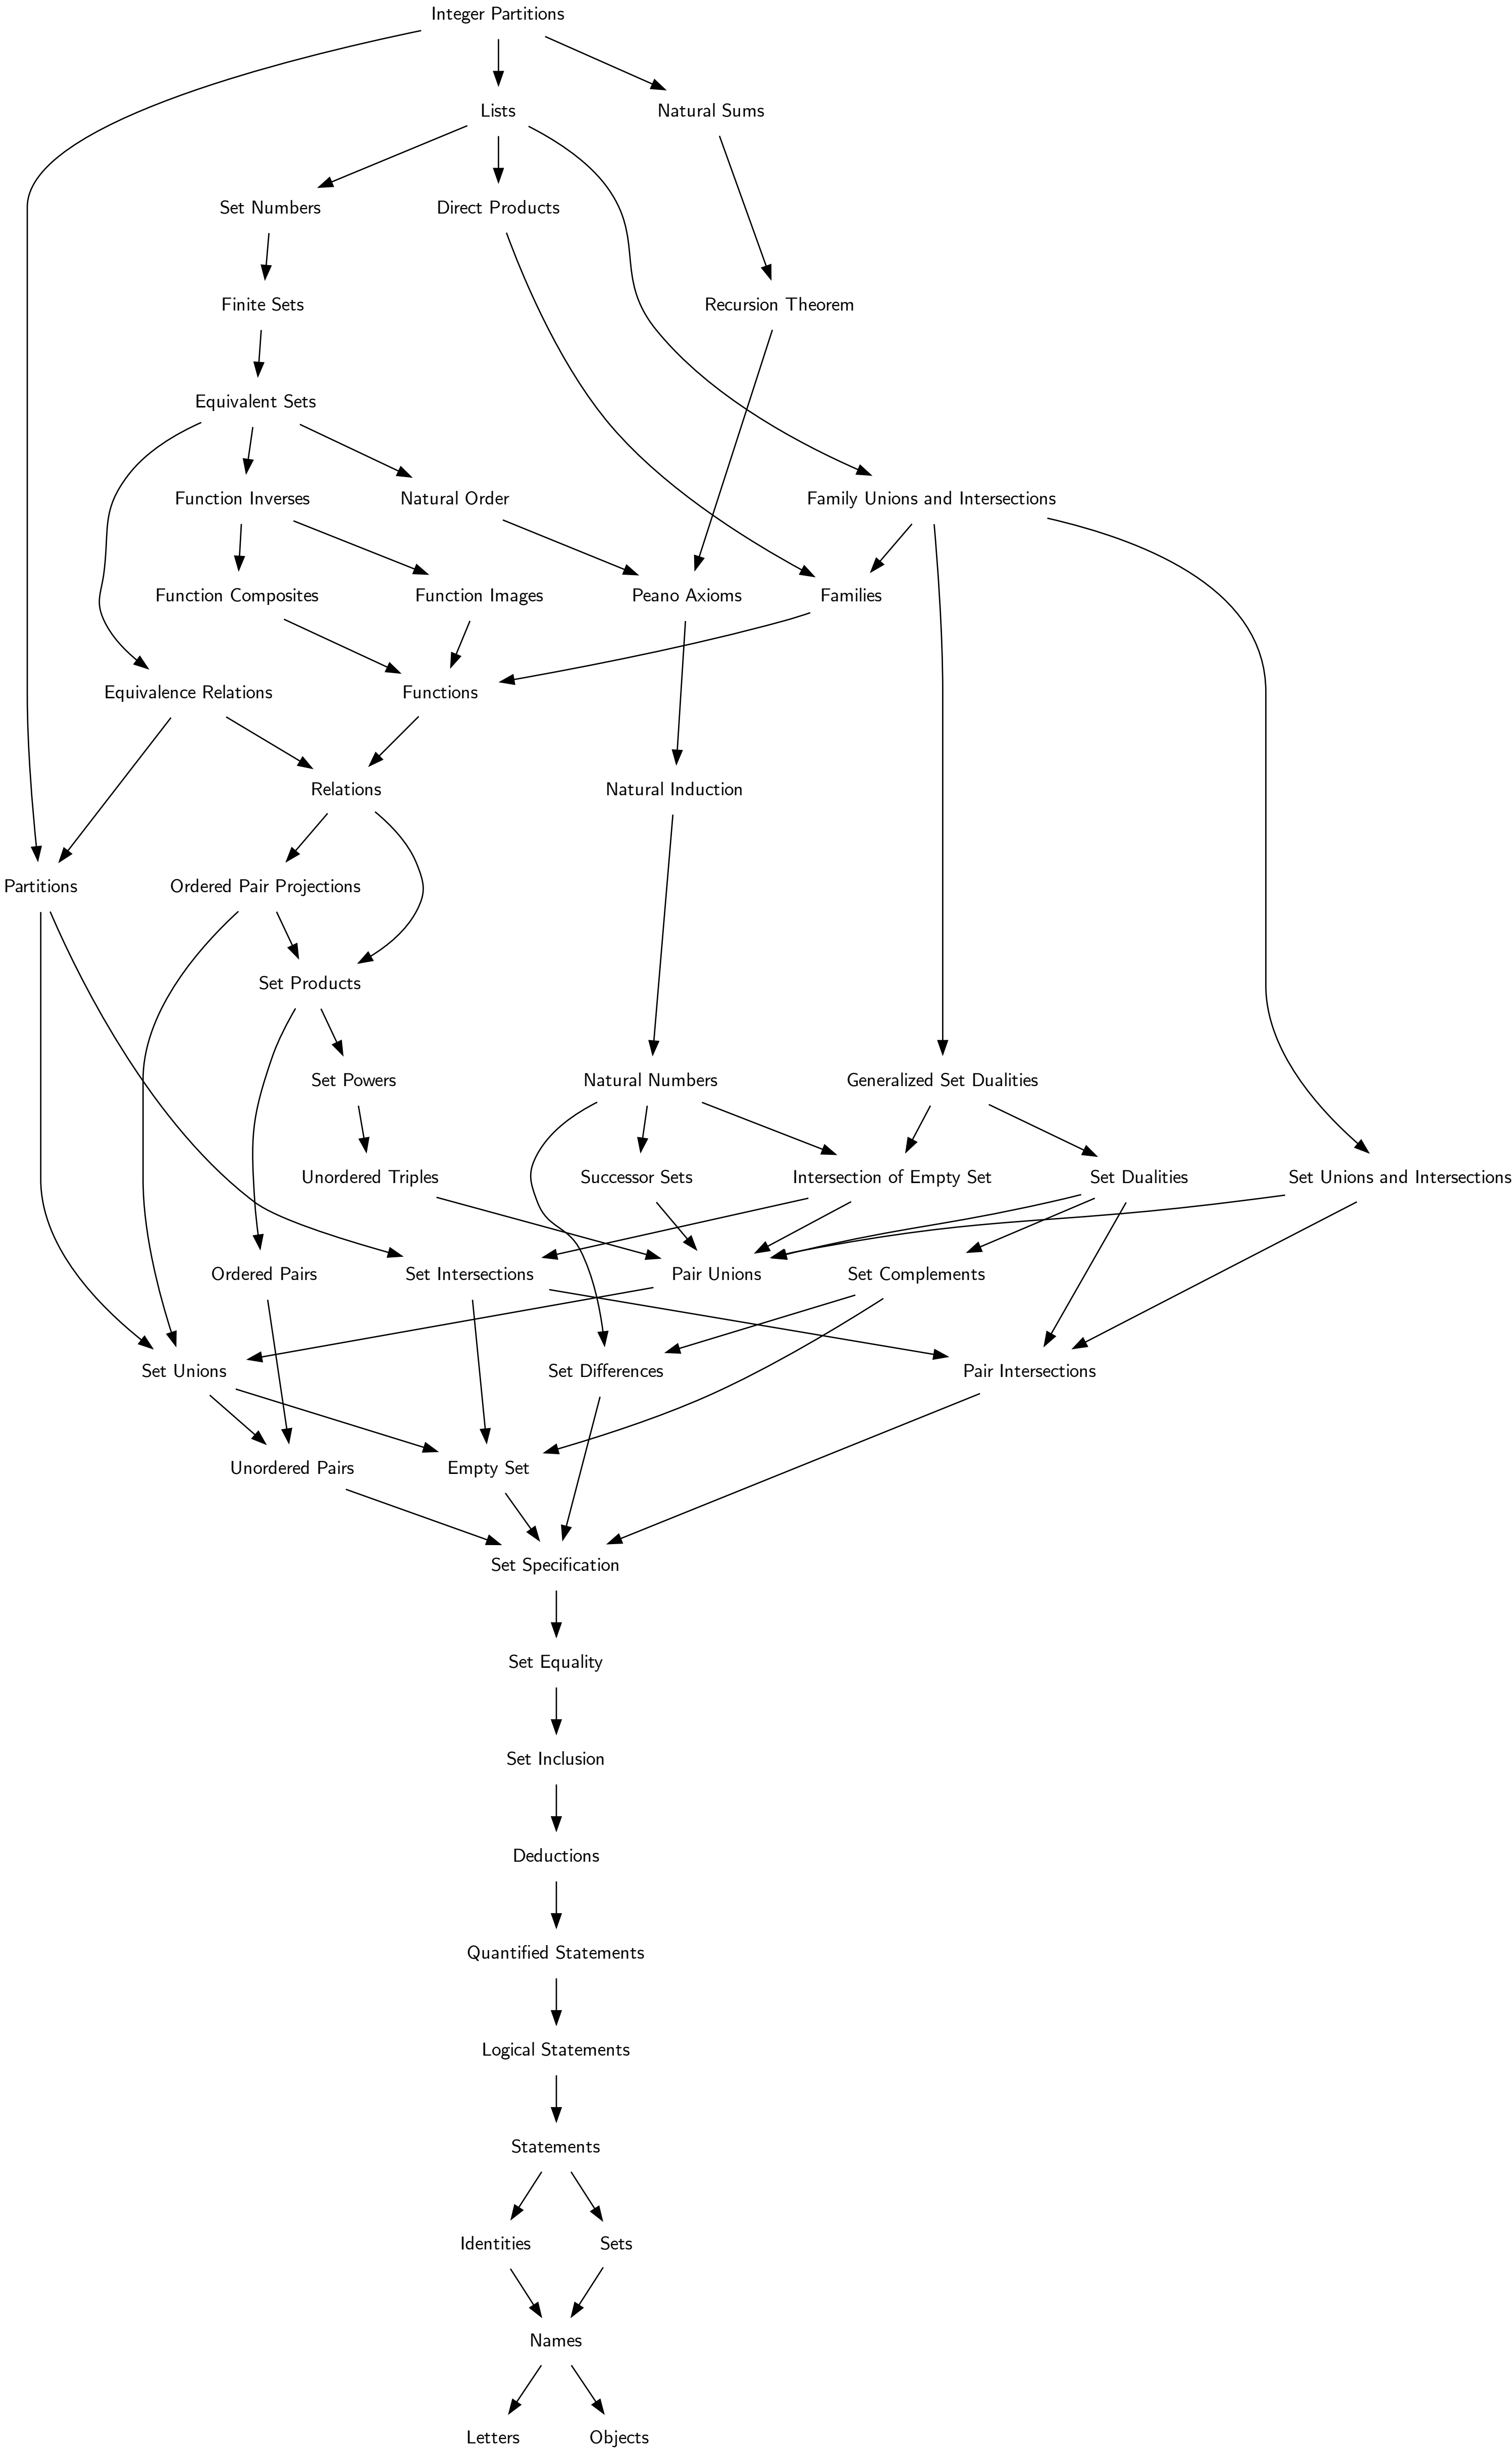 Integer Partitions
Lists
Natural Sums
Set Numbers
Direct Products
Finite Sets
Recursion Theorem
Equivalent Sets
Function Inverses
Natural Order
Family Unions and Intersections
Function Composites
Function Images
Peano Axioms
Families
Equivalence Relations
Functions
Relations
Natural Induction
Partitions
Ordered Pair Projections
Set Products
Set Powers
Natural Numbers
Generalized Set Dualities
Unordered Triples
Successor Sets
Intersection of Empty Set
Set Dualities
Set Unions and Intersections
Ordered Pairs
Set Intersections
Pair Unions
Set Complements
Set Unions
Set Differences
Pair Intersections
Unordered Pairs
Empty Set
Set Specification
Set Equality
Set Inclusion
Deductions
Quantified Statements
Logical Statements
Statements
Identities
Sets
Names
Letters
Objects